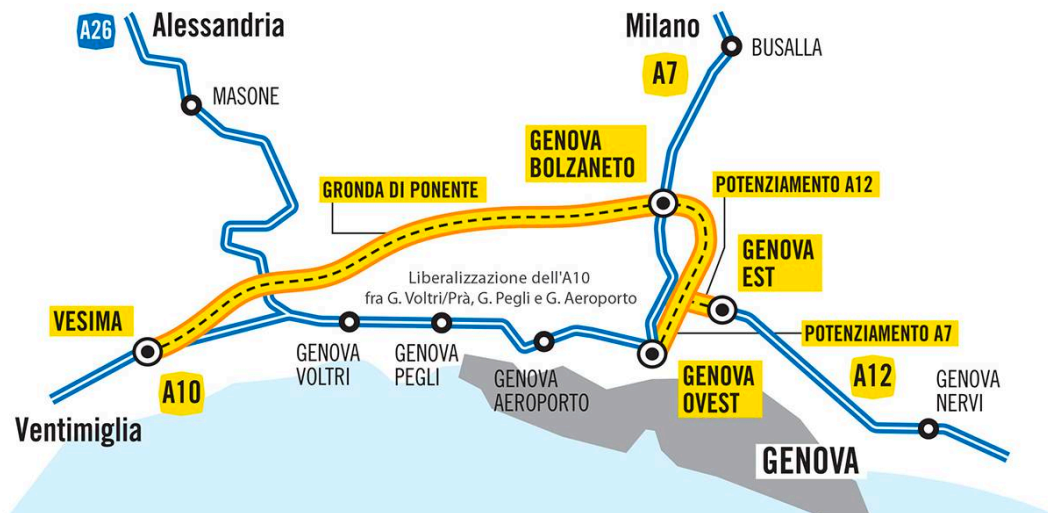 A26
Alessandria
Milano
BUSALLA
A7
MASONE
GENOVA
BOLZANETO
GRONDA DI PONENTE
POTENZIAMENTO A12
GENOVA
EST
Liberalizzazione dell'A10
fra G. Voltri/Prà, G. Pegli e G. Aeroporto
VESIMA
POTENZIAMENTO A7
GENOVA
VOLTRI
GENOVA
PEGLI
GENOVA
AEROPORTO
GENOVA
OVEST
A10
A12
GENOVA
NERVI
Ventimiglia
GENOVA